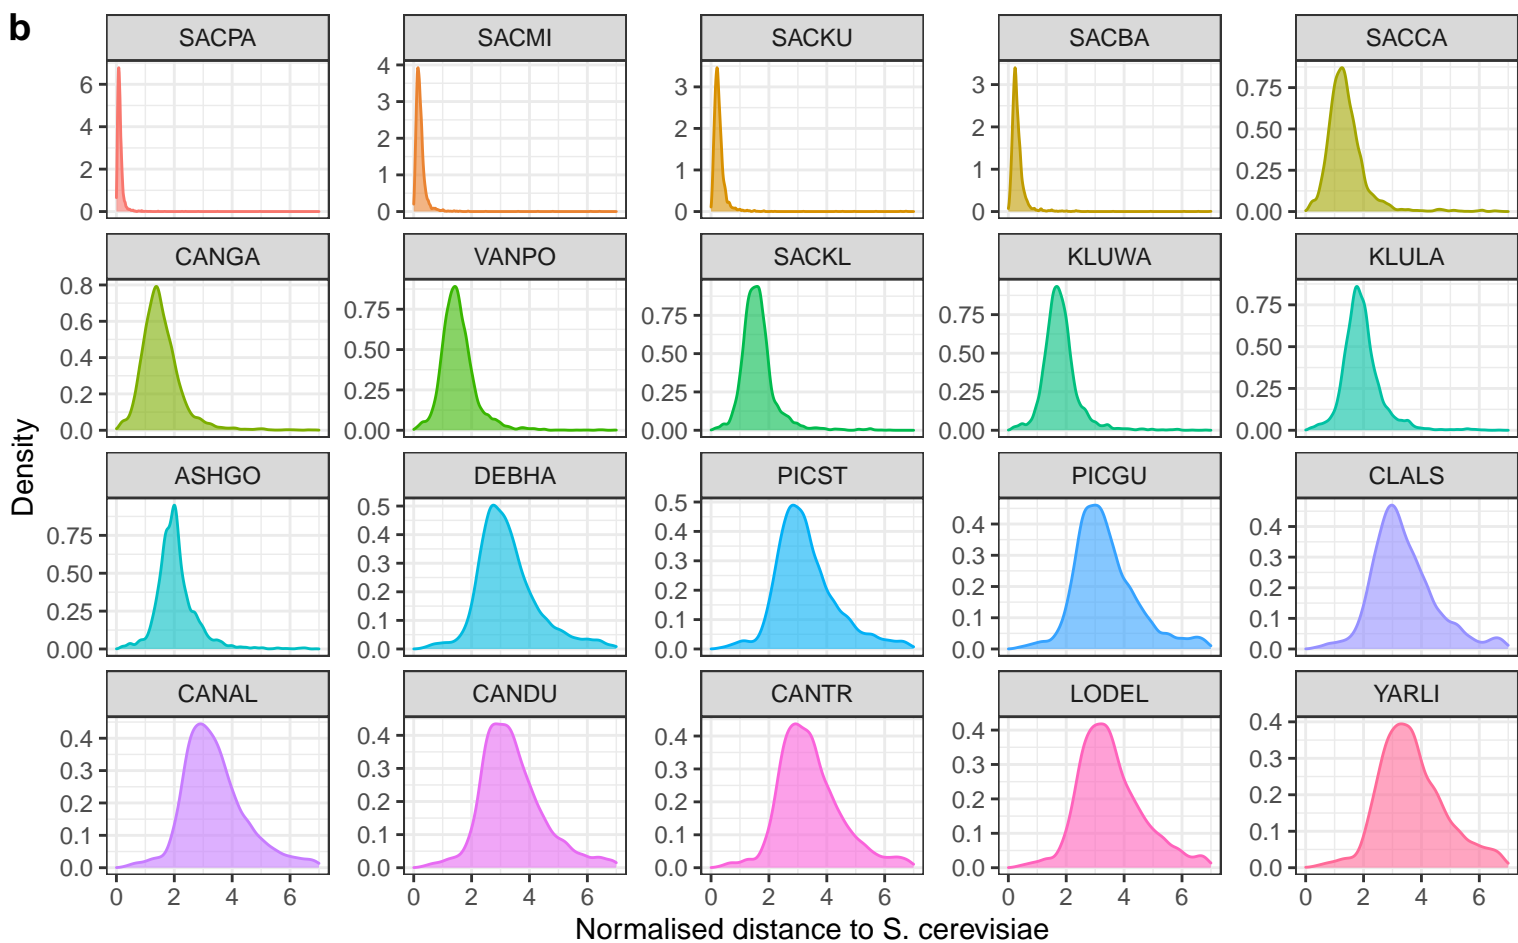 b
SACPA SACMI SACKU SACBA SACCA
6 4 2 0
4 3 2 1 0
3 2 1 0
3 2 1 0
0.75 0.50 0.25 0.00
CANGA VANPO SACKL KLUWA KLULA
0.8 0.6 0.4 0.2 0.0
0.75 0.50 0.25 0.00
0.75 0.50 0.25 0.00
0.75 0.50 0.25 0.00
0.75 0.50 0.25 0.00
Density
ASHGO DEBHA PICST PICGU CLALS
0.75 0.50 0.25 0.00
0.5 0.4 0.3 0.2 0.1 0.0
0.5 0.4 0.3 0.2 0.1 0.0
0.4 0.3 0.2 0.1 0.0
0.4 0.3 0.2 0.1 0.0
CANAL CANDU CANTR LODEL YARLI
0.4 0.3 0.2 0.1 0.0
0.4 0.3 0.2 0.1 0.0
0.4 0.3 0.2 0.1 0.0
0.4 0.3 0.2 0.1 0.0
0.4 0.3 0.2 0.1 0.0
0 2 4 6 0 2 4 6 0 2 4 6 0 2 4 6 0 2 4 6
Normalised distance to S. cerevisiae